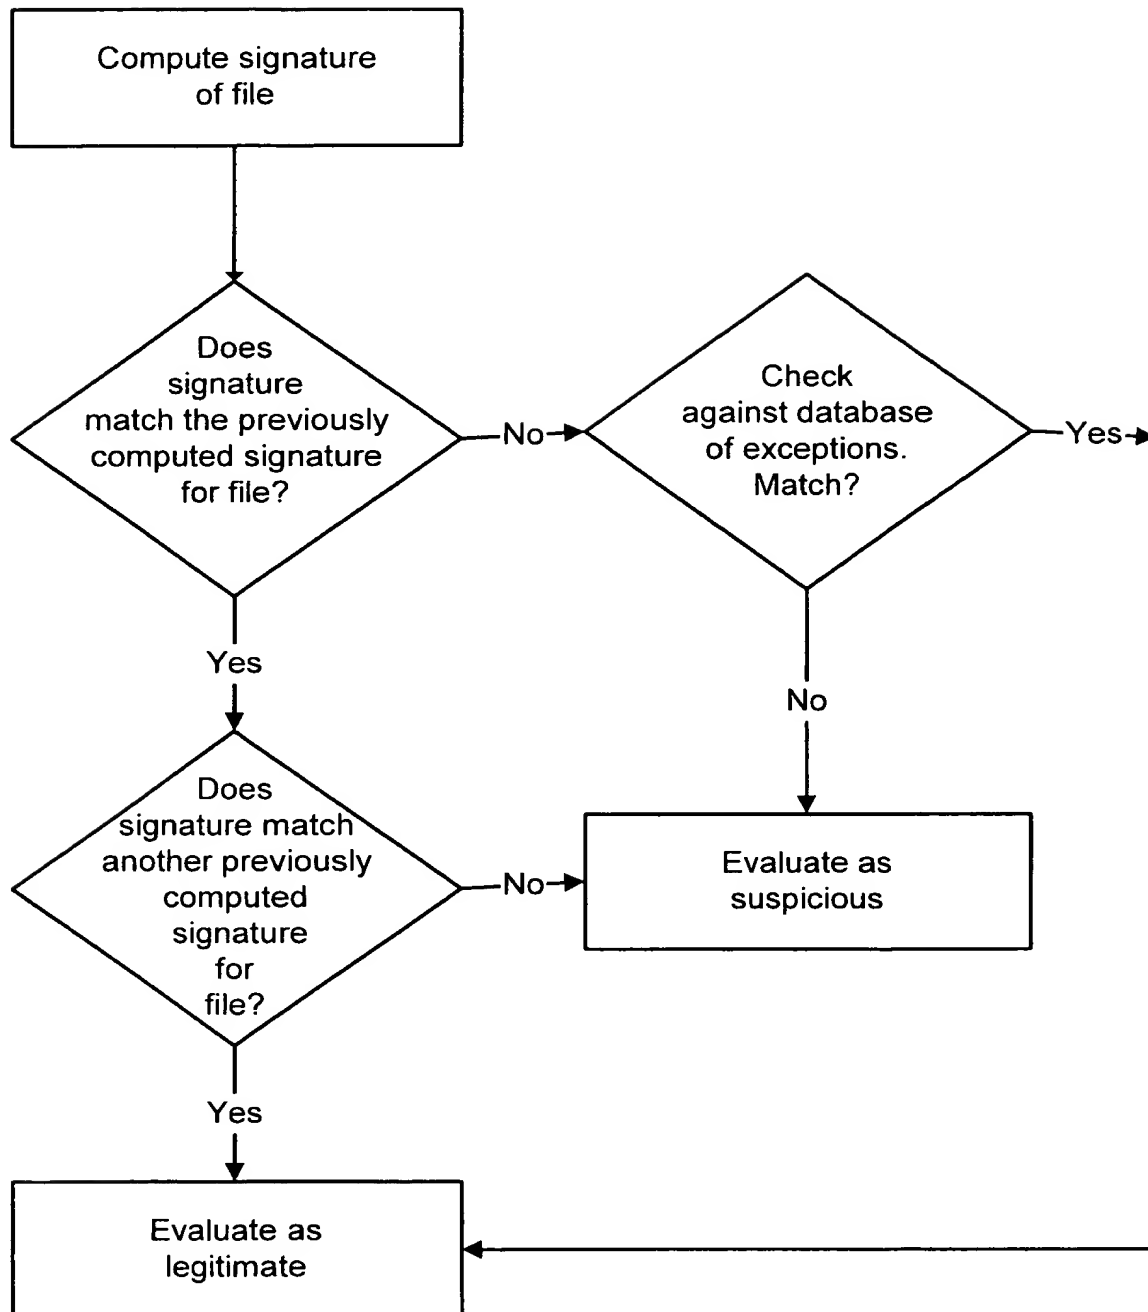 Compute signature
of file
Does
signature
match the previously
computed signature
for file?
No
Check
against database
of exceptions.
Match?
Yes
Yes
No
Does
signature match
another previously
computed
signature
for
file?
No
Evaluate as
suspicious
Yes
Evaluate as
legitimate